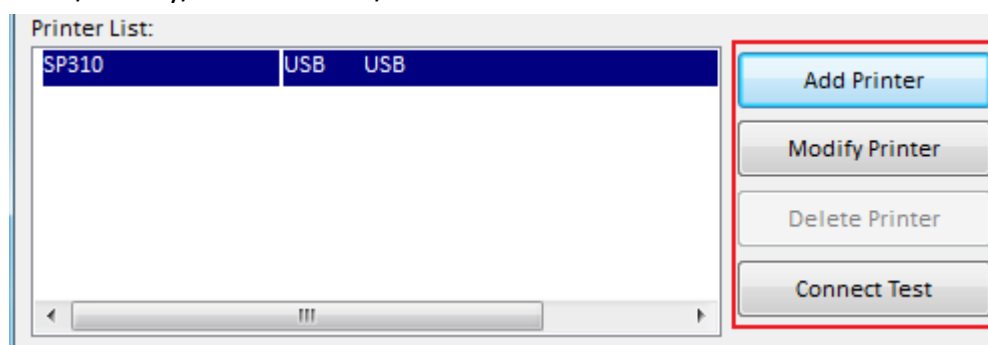 Printer List:
SP310 USB USB
Add Printer
Modify Printer
Delete Printer
Connect Test